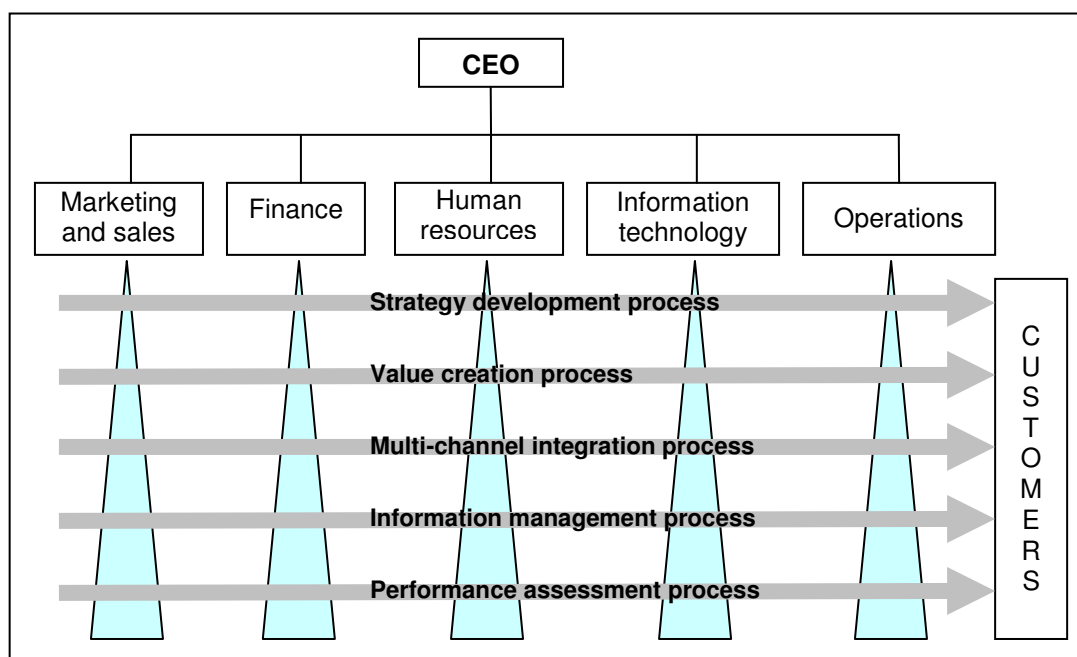 CEO
Marketing
and sales
Finance
Human
resources
Information
technology
Operations
Strategy development process
Value creation process
Multi-channel integration process
Information management process
Performance assessment process
C
U
S
T
O
M
E
R
S